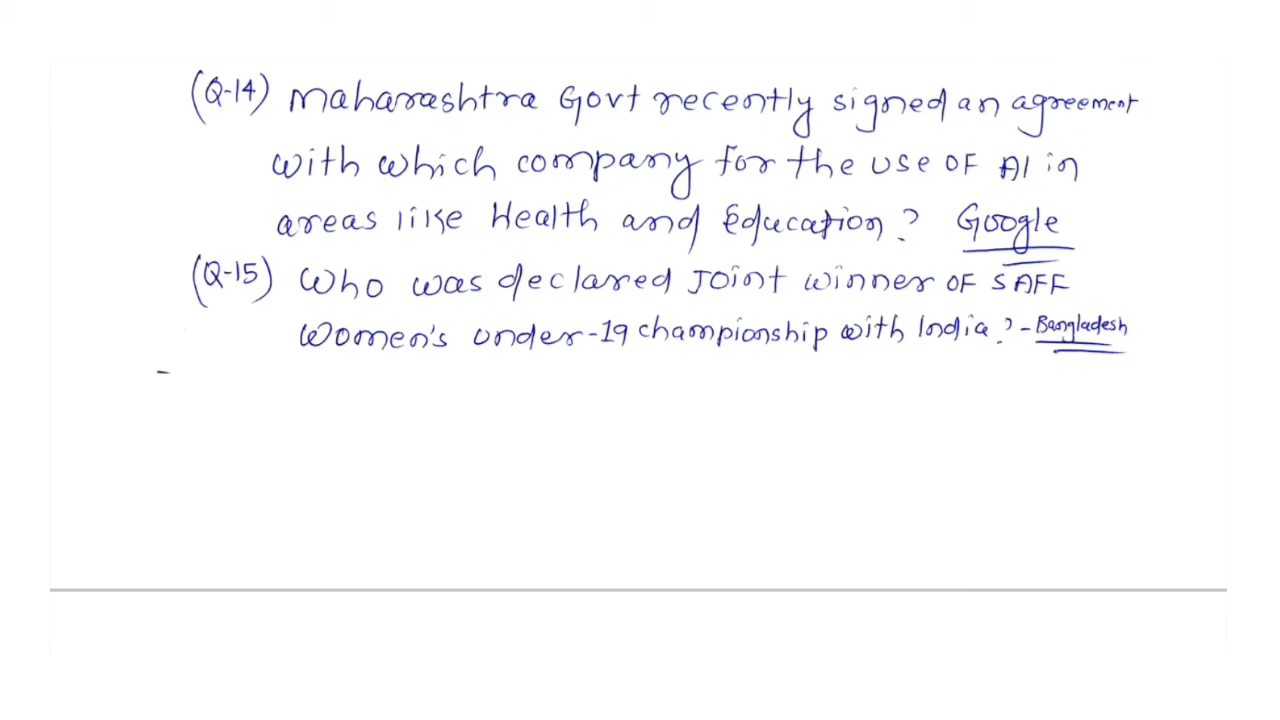 (Q-14) Maharashtra Govt recently signed an agreement
with which company for the use of AI in
areas like Health and Education? Google
(Q-15) Who was declared Joint winner of SAFF
Women's under-19 championship with India? - Bangladesh